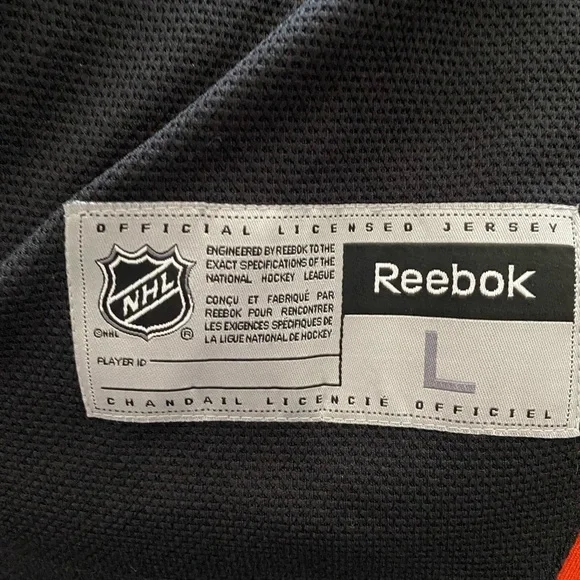 OFFICIAL LICENSED JERSEY
NHL
©NHL ®
ENGINEERED BY REEBOK TO THE
EXACT SPECIFICATIONS OF THE
NATIONAL HOCKEY LEAGUE
CONÇU ET FABRIQUÉ PAR
REEBOK POUR RENCONTRER
LES EXIGENCES SPÉCIFIQUES DE
LA LIGUE NATIONAL DE HOCKEY
PLAYER ID
Reebok
L
CHANDAIL LICENCIÉ OFFICIEL